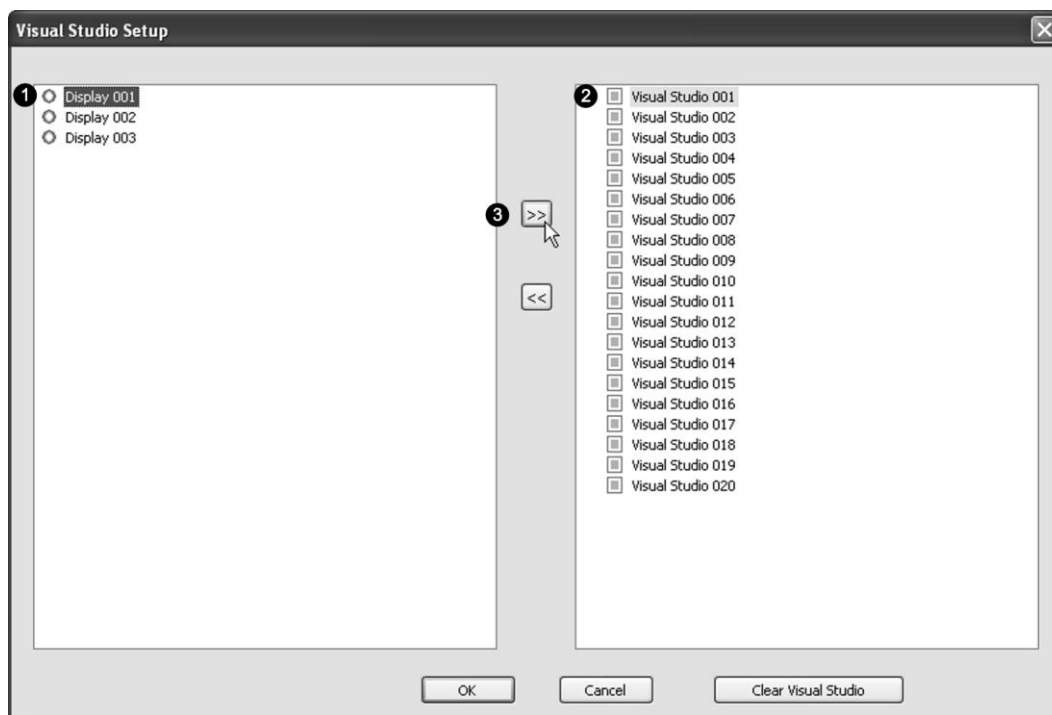 Visual Studio Setup
1 Display 001
Display 002
Display 003
2 Visual Studio 001
Visual Studio 002
Visual Studio 003
Visual Studio 004
Visual Studio 005
Visual Studio 006
Visual Studio 007
Visual Studio 008
Visual Studio 009
Visual Studio 010
Visual Studio 011
Visual Studio 012
Visual Studio 013
Visual Studio 014
Visual Studio 015
Visual Studio 016
Visual Studio 017
Visual Studio 018
Visual Studio 019
Visual Studio 020
3 >>
<<
OK Cancel Clear Visual Studio